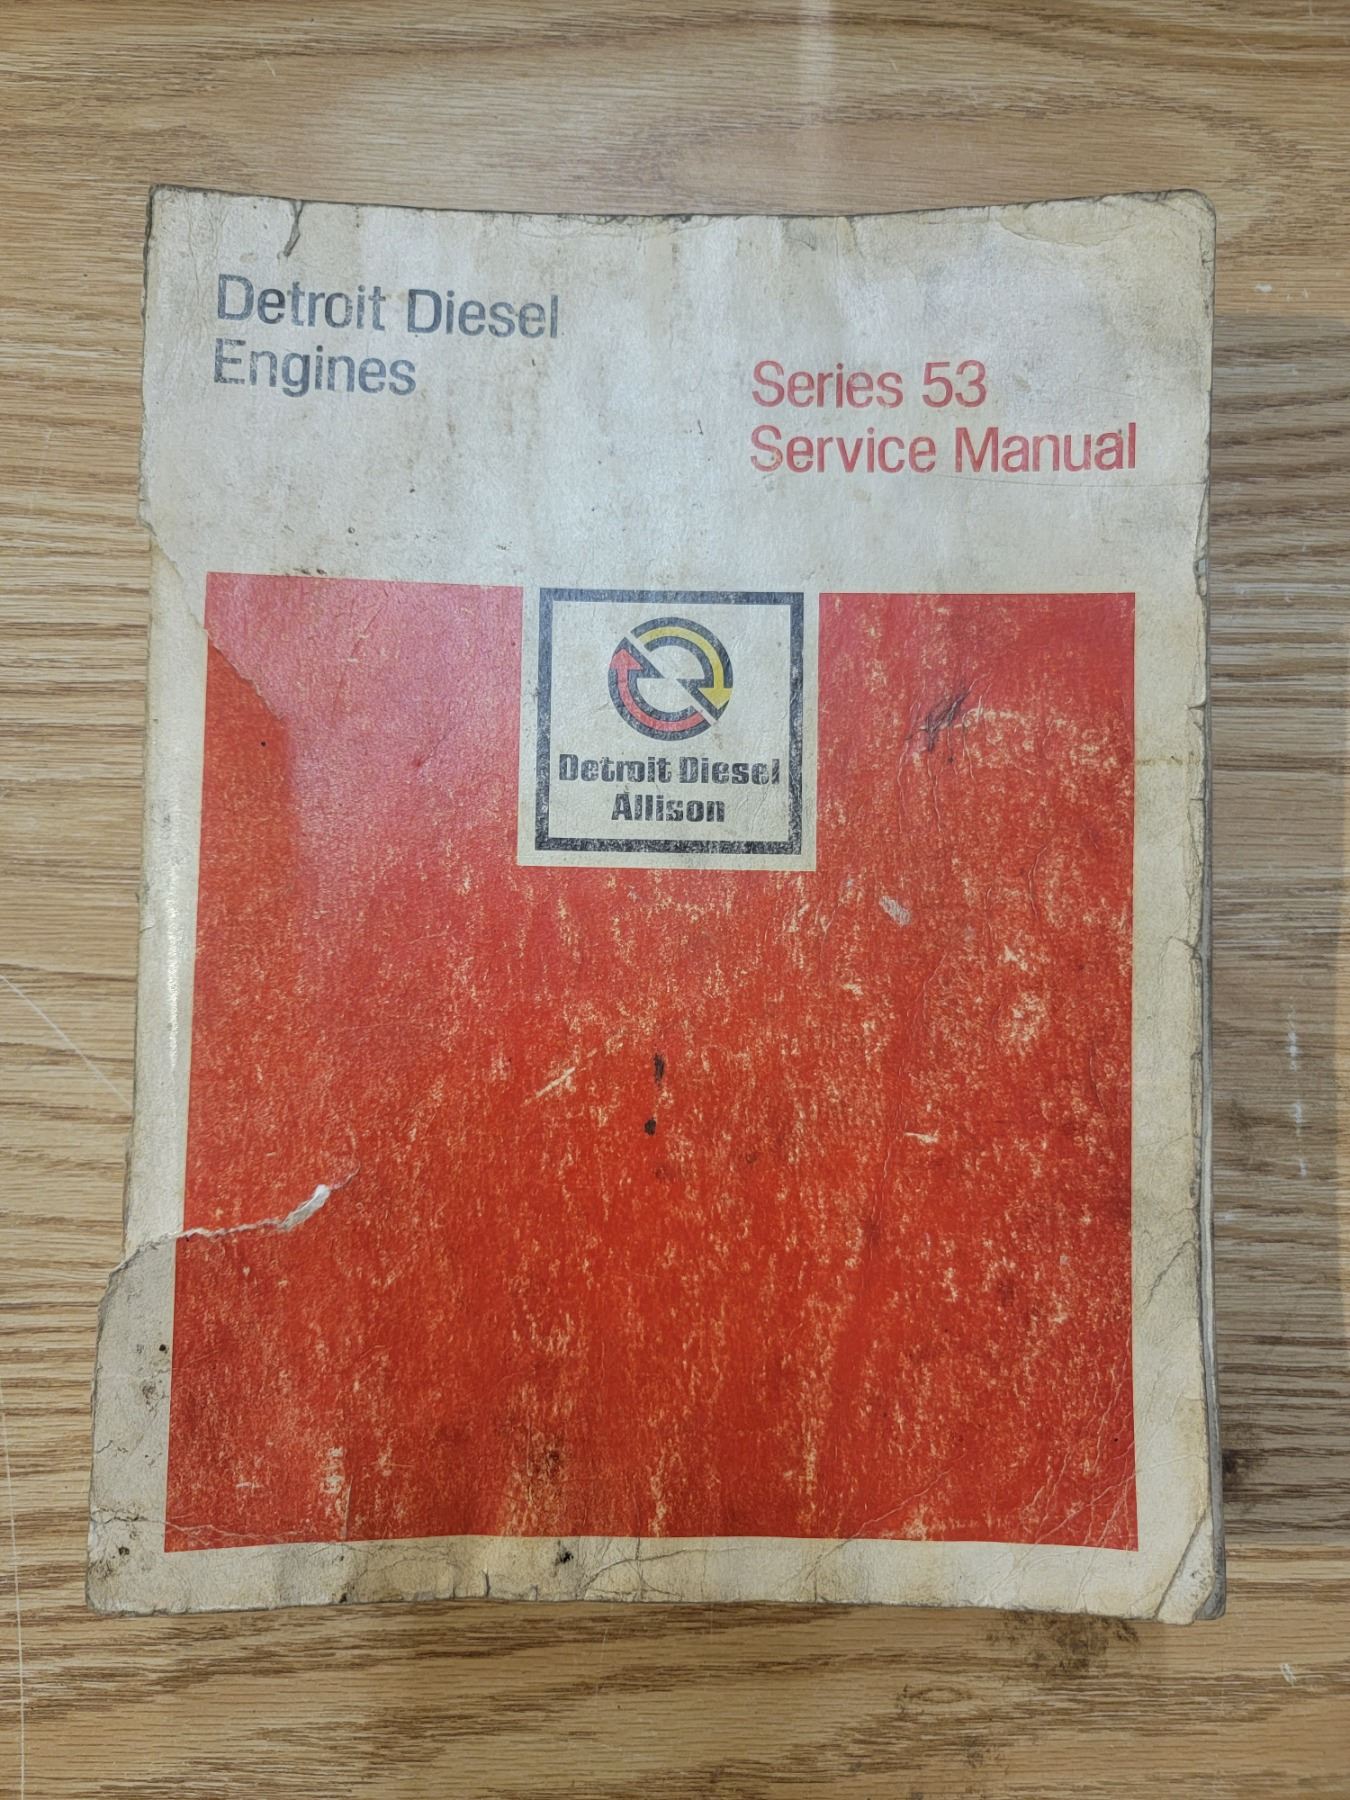 Detroit Diesel
Engines
Series 53
Service Manual
Detroit Diesel
Allison